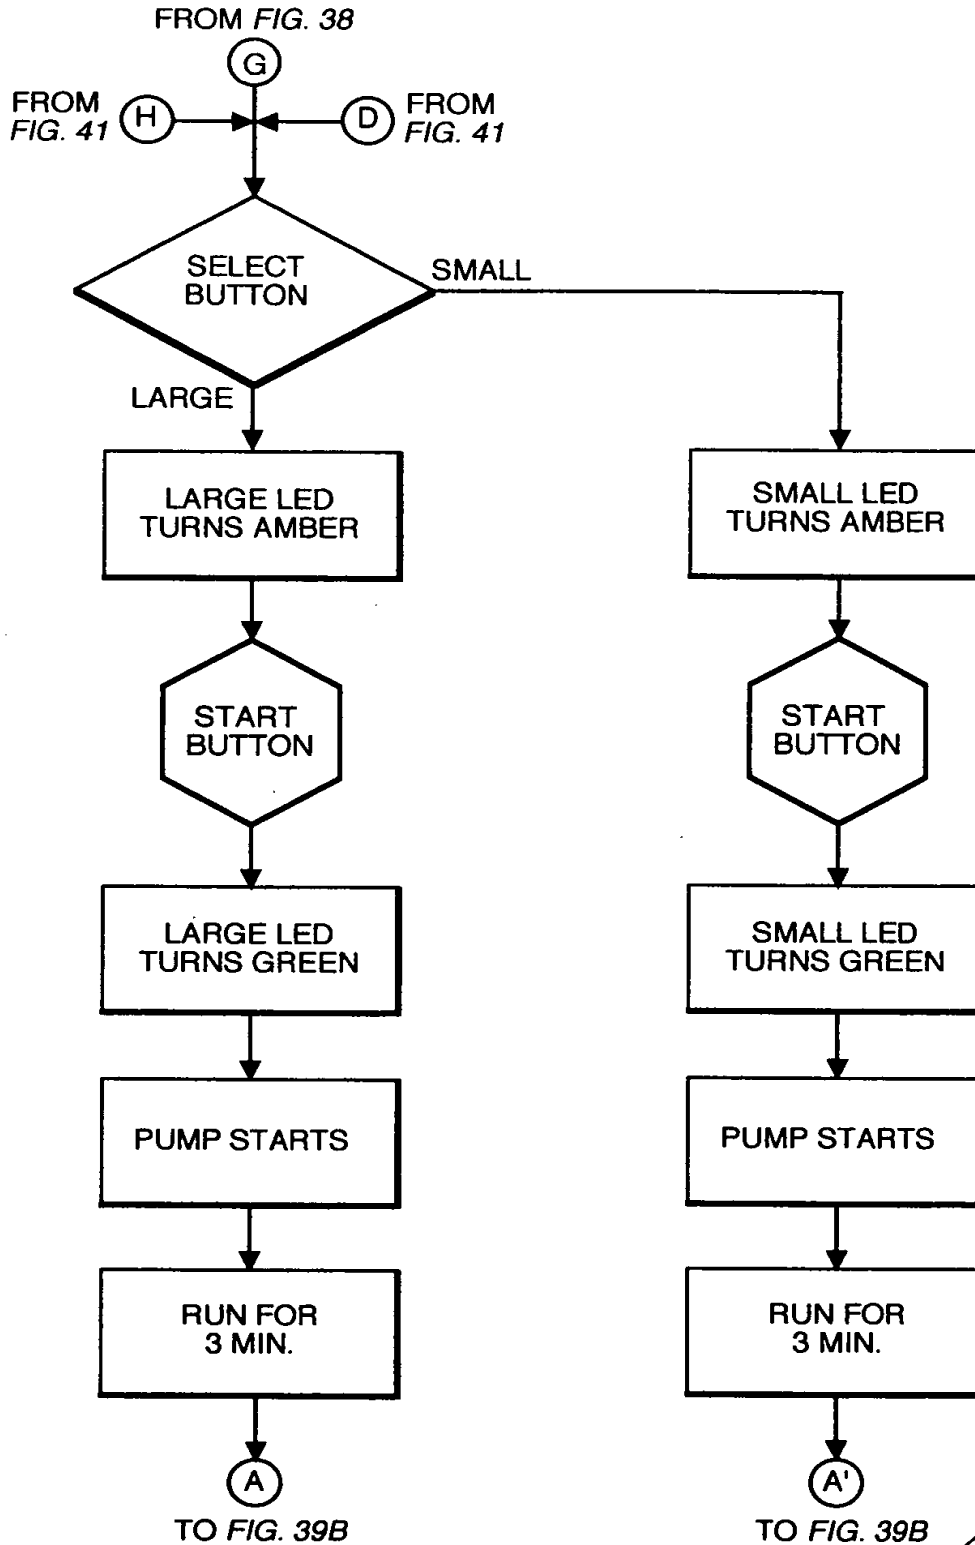 FROM FIG. 38
G
FROM
FIG. 41
H
D
FROM
FIG. 41
SELECT
BUTTON
SMALL
LARGE
LARGE LED
TURNS AMBER
SMALL LED
TURNS AMBER
START
BUTTON
START
BUTTON
LARGE LED
TURNS GREEN
SMALL LED
TURNS GREEN
PUMP STARTS
PUMP STARTS
RUN FOR
3 MIN.
RUN FOR
3 MIN.
A
A'
TO FIG. 39B
TO FIG. 39B